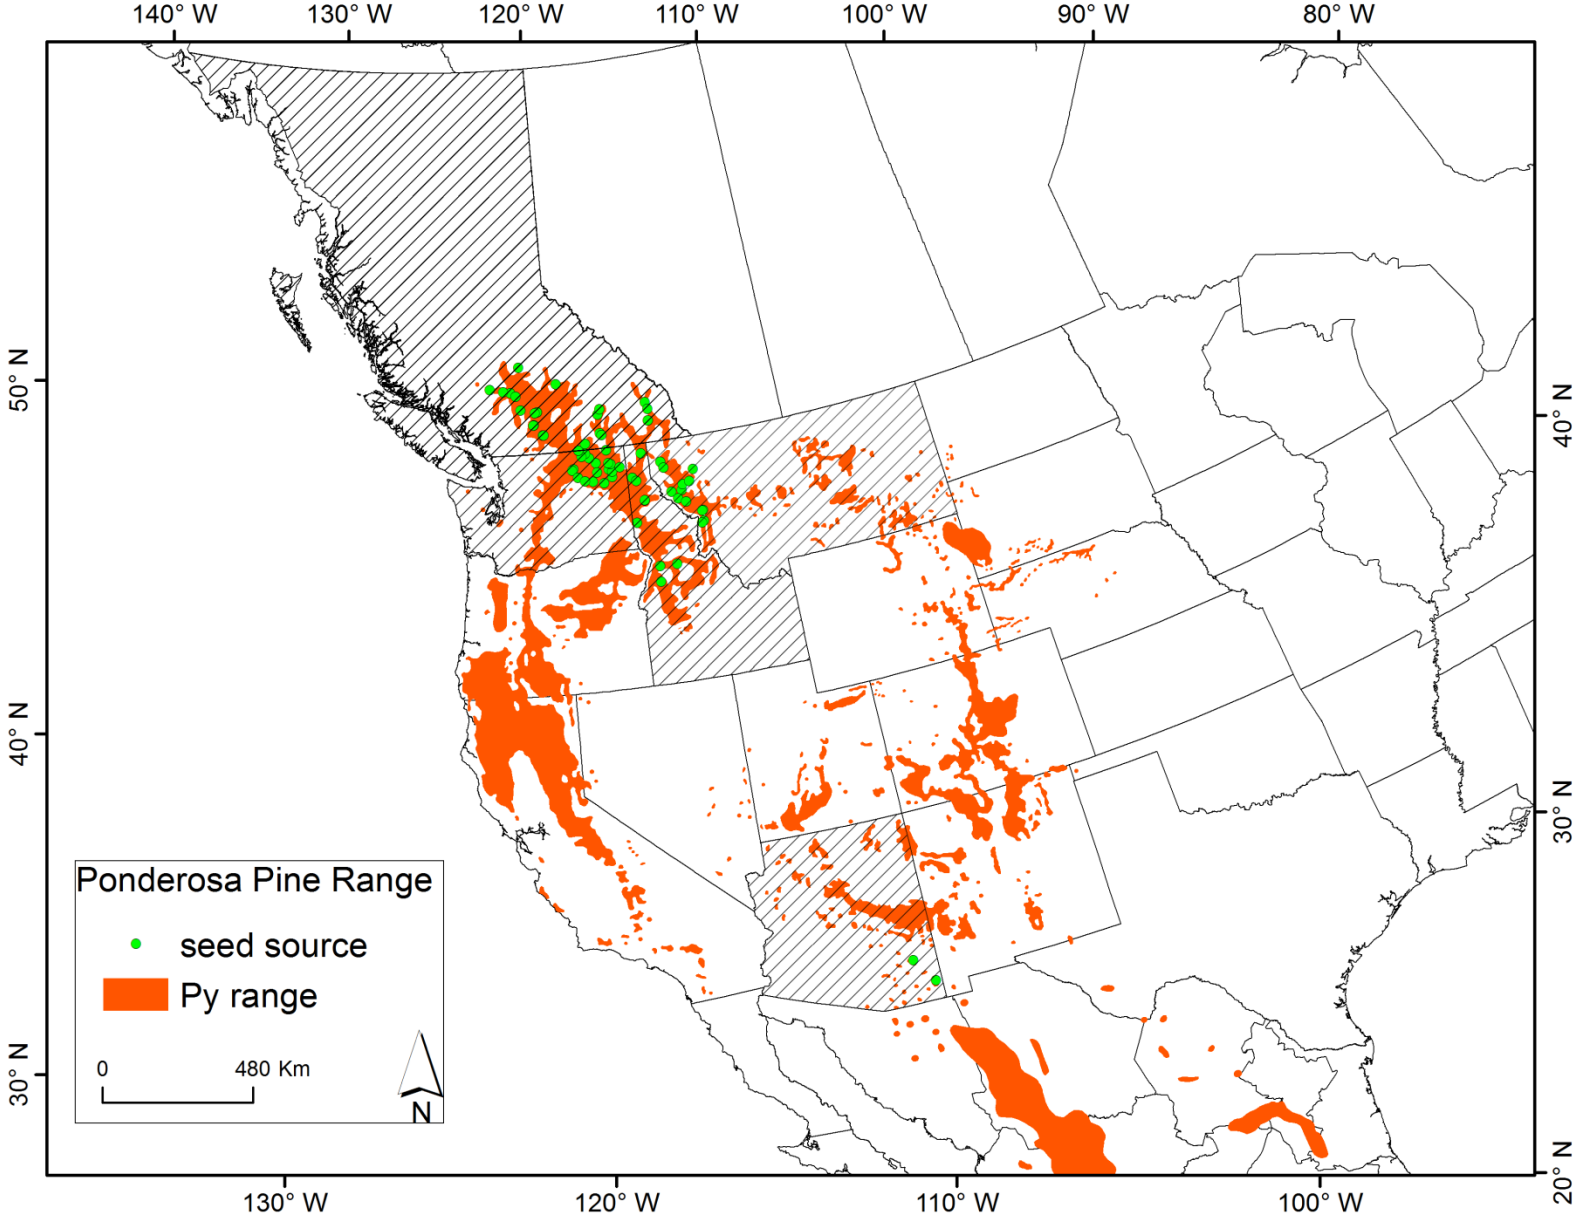 140° W 130° W 120° W 110° W 100° W 90° W 80° W
50° N
40° N
40° N
30° N
30° N
20° N
Ponderosa Pine Range
seed source
Py range
0 480 Km
N
130° W 120° W 110° W 100° W